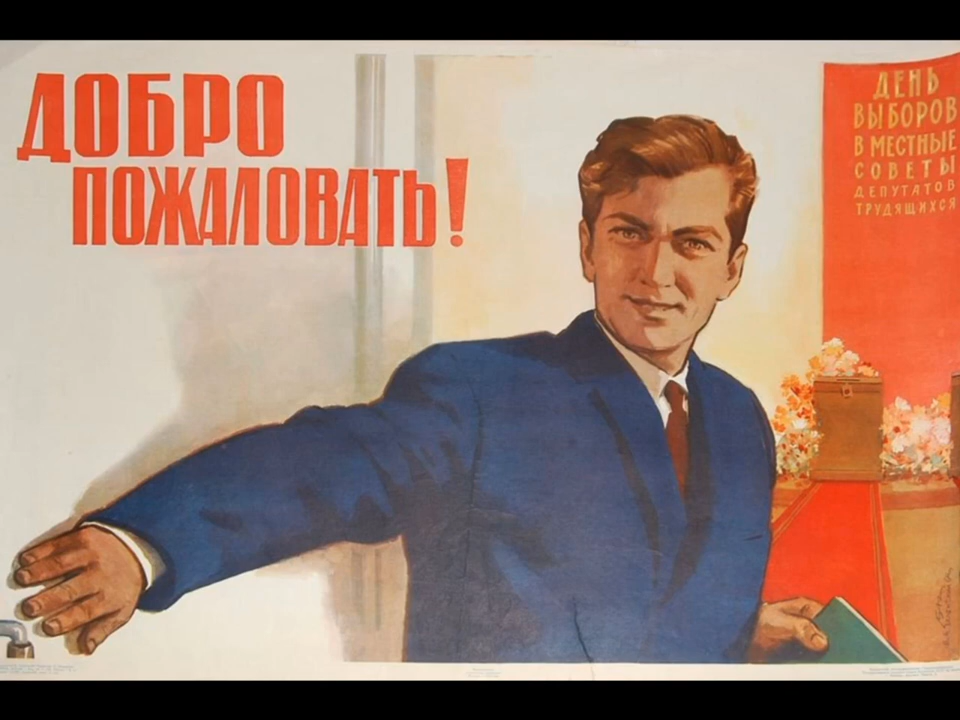 ДОБРО
ПОЖАЛОВАТЬ!
ДЕНЬ
ВЫБОРОВ
В МЕСТНЫЕ
СОВЕТЫ
ДЕПУТАТОВ
ТРУДЯЩИХСЯ